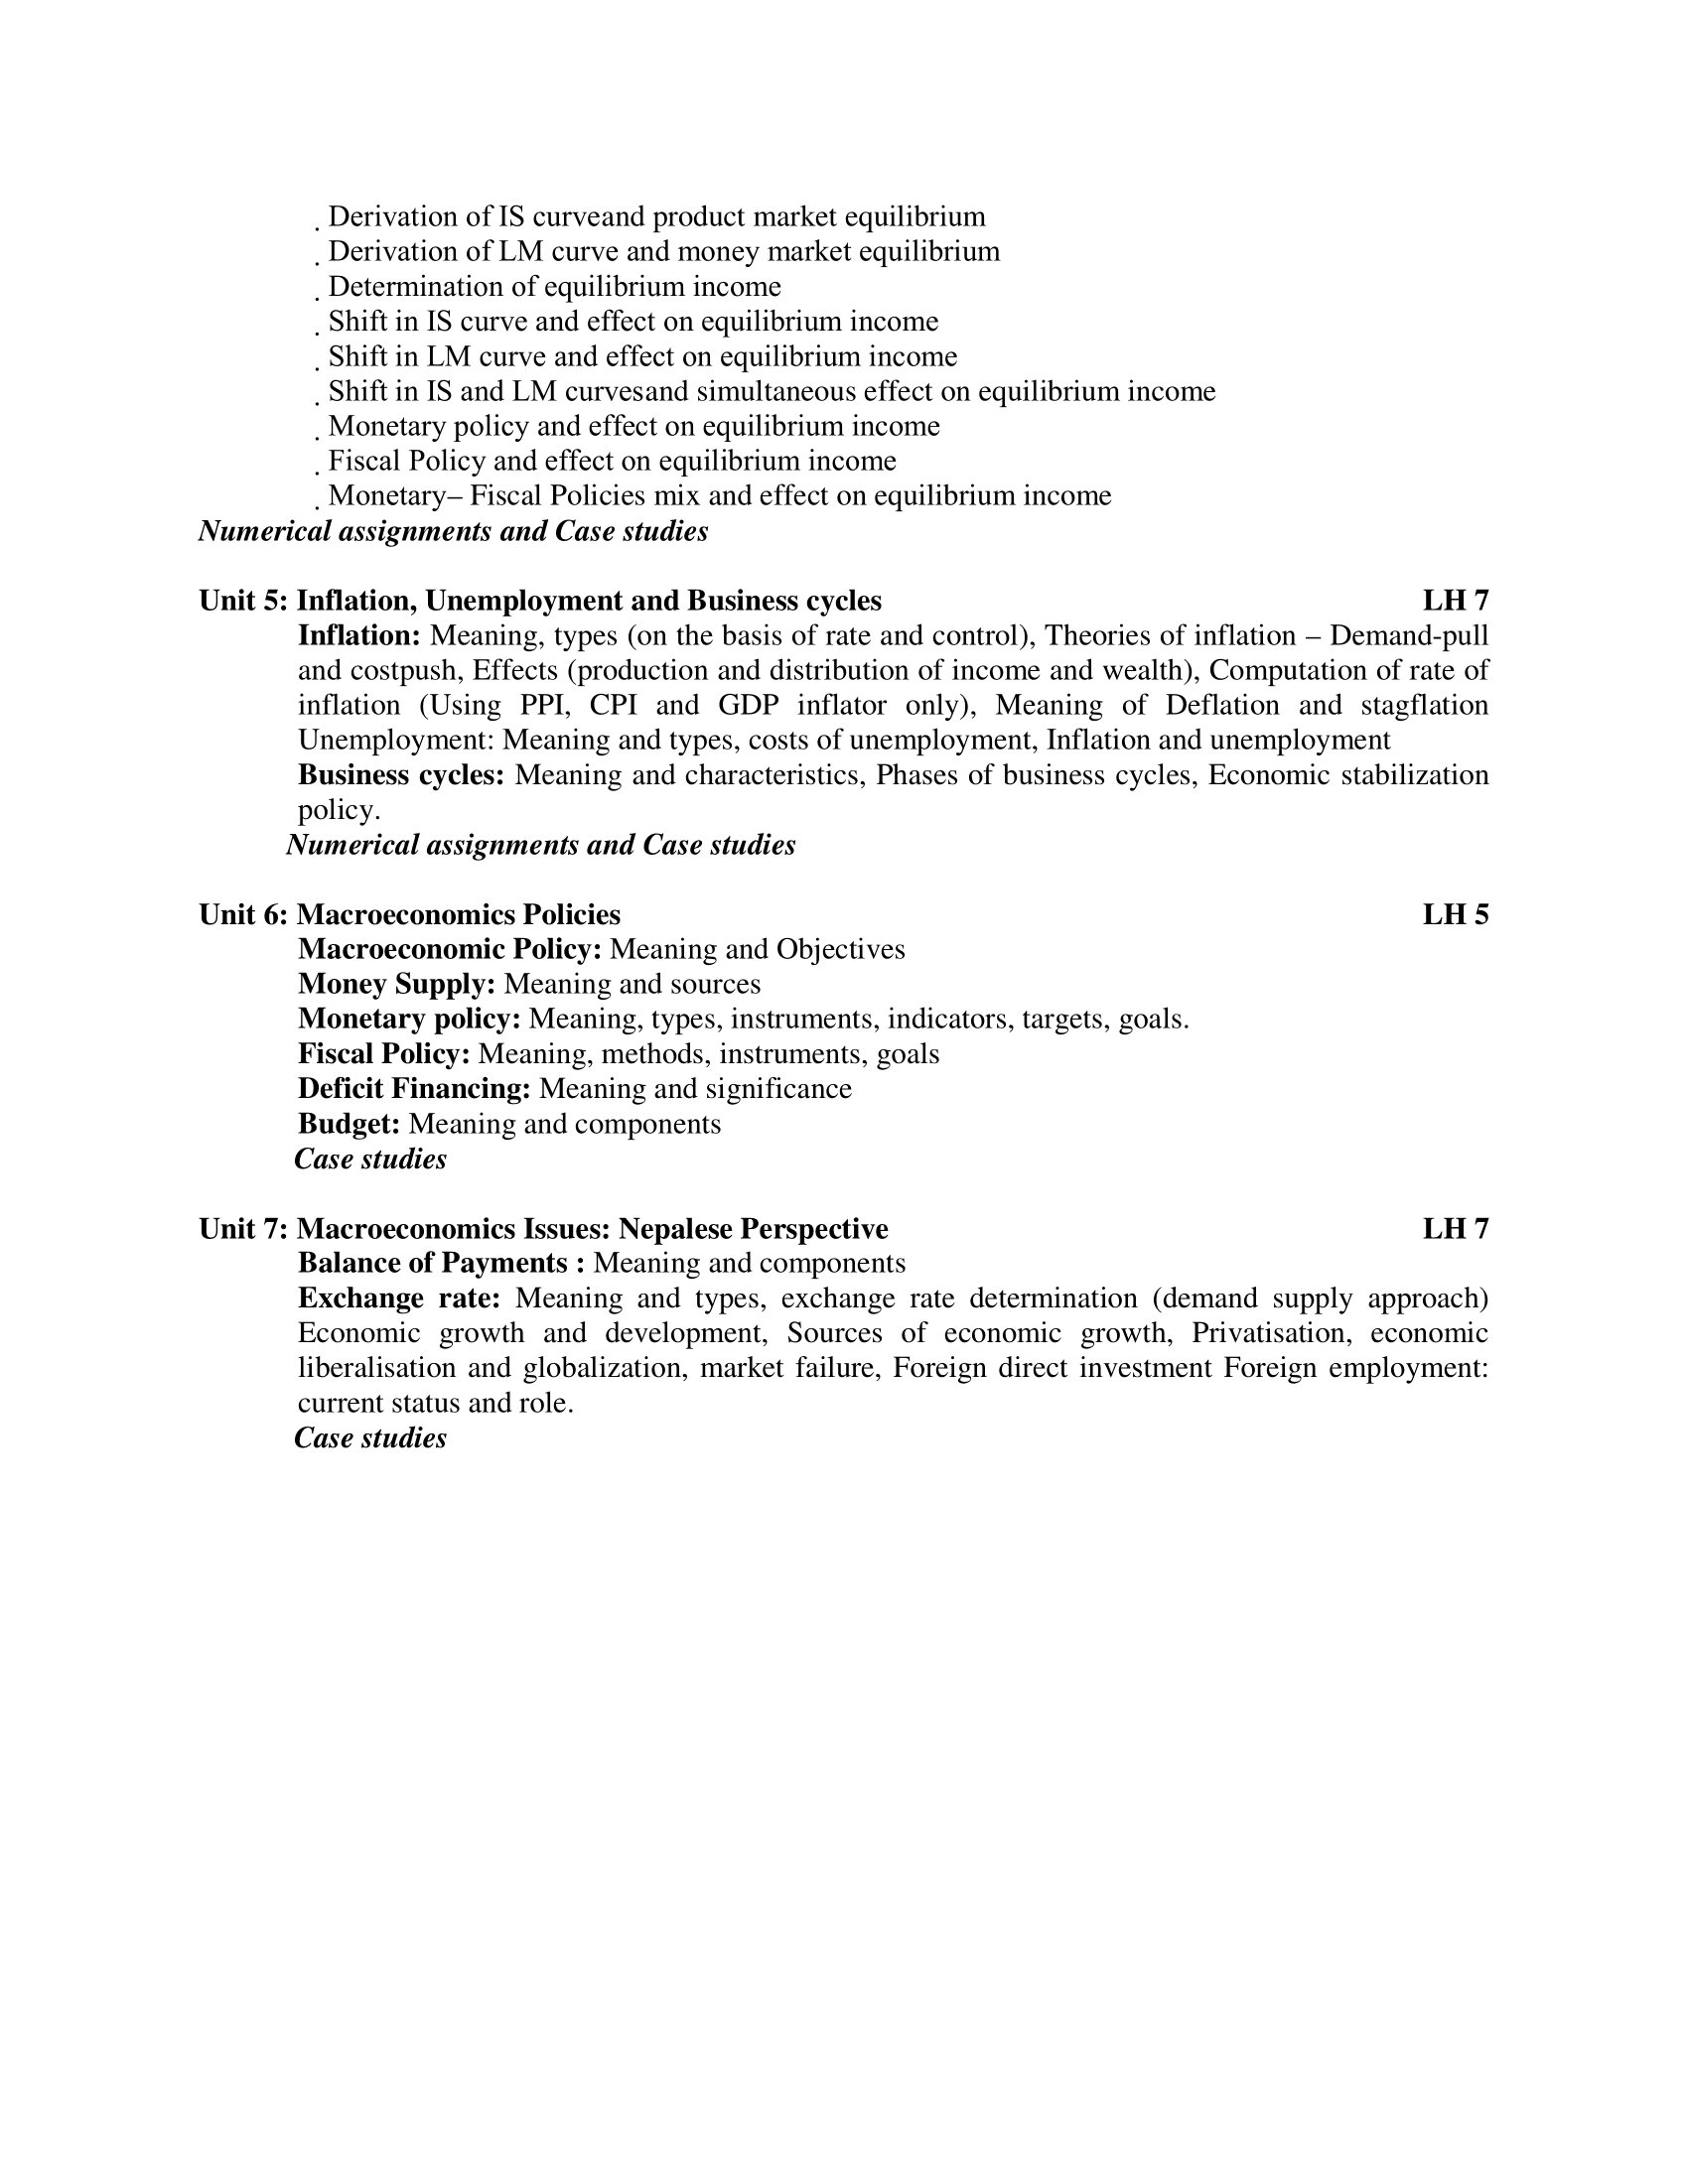 . Derivation of IS curveand product market equilibrium
. Derivation of LM curve and money market equilibrium
. Determination of equilibrium income
. Shift in IS curve and effect on equilibrium income
. Shift in LM curve and effect on equilibrium income
. Shift in IS and LM curvesand simultaneous effect on equilibrium income
. Monetary policy and effect on equilibrium income
. Fiscal Policy and effect on equilibrium income
. Monetary– Fiscal Policies mix and effect on equilibrium income
Numerical assignments and Case studies
Unit 5: Inflation, Unemployment and Business cycles LH 7
Inflation: Meaning, types (on the basis of rate and control), Theories of inflation – Demand-pull
and costpush, Effects (production and distribution of income and wealth), Computation of rate of
inflation (Using PPI, CPI and GDP inflator only), Meaning of Deflation and stagflation
Unemployment: Meaning and types, costs of unemployment, Inflation and unemployment
Business cycles: Meaning and characteristics, Phases of business cycles, Economic stabilization
policy.
Numerical assignments and Case studies
Unit 6: Macroeconomics Policies LH 5
Macroeconomic Policy: Meaning and Objectives
Money Supply: Meaning and sources
Monetary policy: Meaning, types, instruments, indicators, targets, goals.
Fiscal Policy: Meaning, methods, instruments, goals
Deficit Financing: Meaning and significance
Budget: Meaning and components
Case studies
Unit 7: Macroeconomics Issues: Nepalese Perspective LH 7
Balance of Payments : Meaning and components
Exchange rate: Meaning and types, exchange rate determination (demand supply approach)
Economic growth and development, Sources of economic growth, Privatisation, economic
liberalisation and globalization, market failure, Foreign direct investment Foreign employment:
current status and role.
Case studies